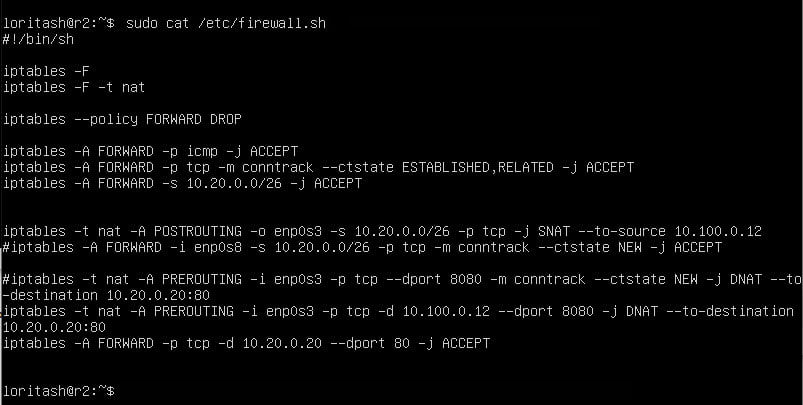 loritash@r2:~$ sudo cat /etc/firewall.sh
#!/bin/sh
iptables -F
iptables -F -t nat
iptables --policy FORWARD DROP
iptables -A FORWARD -p icmp -j ACCEPT
iptables -A FORWARD -p tcp -m conntrack --ctstate ESTABLISHED,RELATED -j ACCEPT
iptables -A FORWARD -s 10.20.0.0/26 -j ACCEPT
iptables -t nat -A POSTROUTING -o enp0s3 -s 10.20.0.0/26 -p tcp -j SNAT --to-source 10.100.0.12
#iptables -A FORWARD -i enp0s8 -s 10.20.0.0/26 -p tcp -m conntrack --ctstate NEW -j ACCEPT
#iptables -t nat -A PREROUTING -i enp0s3 -p tcp --dport 8080 -m conntrack --ctstate NEW -j DNAT --to
-destination 10.20.0.20:80
iptables -t nat -A PREROUTING -i enp0s3 -p tcp -d 10.100.0.12 --dport 8080 -j DNAT --to-destination
10.20.0.20:80
iptables -A FORWARD -p tcp -d 10.20.0.20 --dport 80 -j ACCEPT
loritash@r2:~$